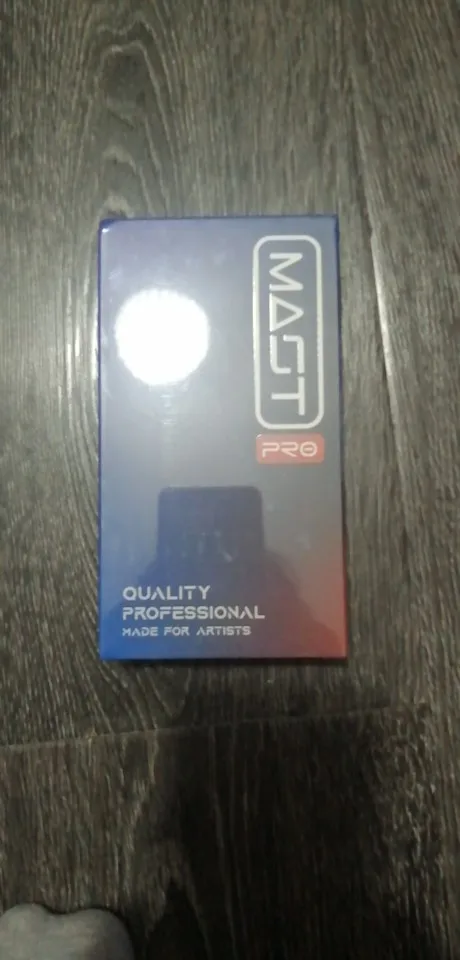 MAST
PRO
QUALITY
PROFESSIONAL
MADE FOR ARTISTS